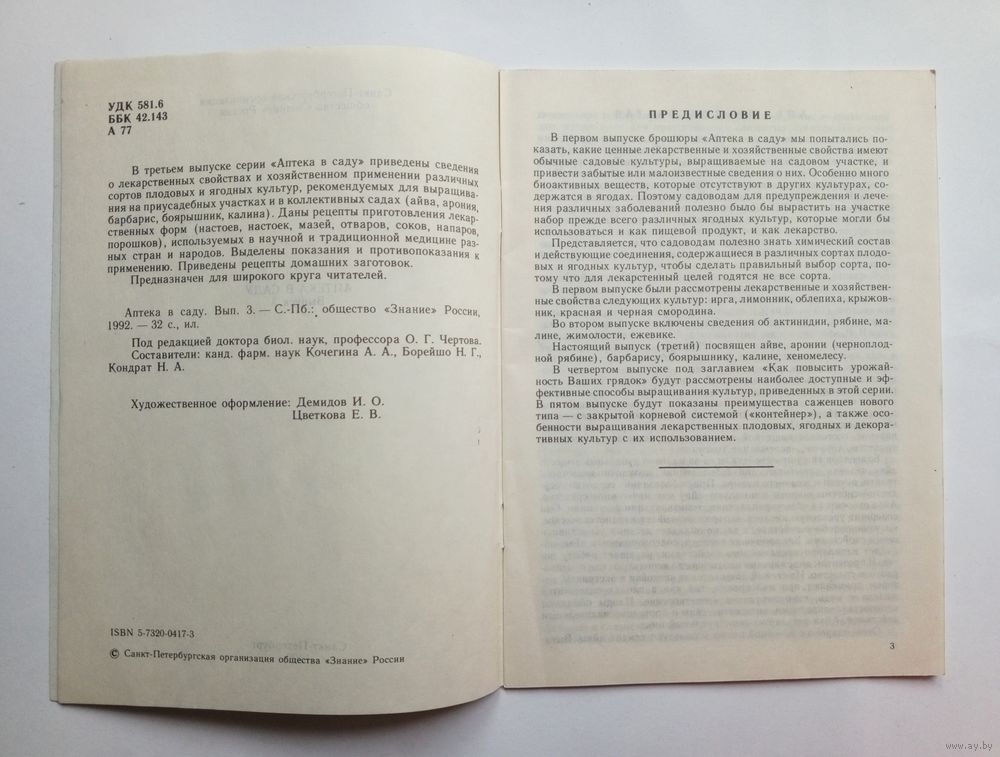 УДК 581.6
ББК 42.143
А 77
В третьем выпуске серии «Аптека в саду» приведены сведения
о лекарственных свойствах и хозяйственном применении различных
сортов плодовых и ягодных культур, рекомендуемых для выращива-
ния на приусадебных участках и в коллективных садах (айва, арония,
барбарис, боярышник, калина). Даны рецепты приготовления лекар-
ственных форм (настоев, настоек, мазей, отваров, соков, напаров,
порошков), используемых в научной и традиционной медицине раз-
ных стран и народов. Выделены показания и противопоказания к
применению. Приведены рецепты домашних заготовок.
Предназначен для широкого круга читателей.
Аптека в саду. Вып. 3. — С.-Пб.: общество «Знание» России,
1992. — 32 с., ил.
Под редакцией доктора биол. наук, профессора О. Г. Чертова.
Составители: канд. фарм. наук Кочегина А. А., Борейшо Н. Г.,
Кондрат Н. А.
Художественное оформление: Демидов И. О.
Цветкова Е. В.
ISBN 5-7320-0417-3
© Санкт-Петербургская организация общества «Знание» России
ПРЕДИСЛОВИЕ
В первом выпуске брошюры «Аптека в саду» мы попытались по-
казать, какие ценные лекарственные и хозяйственные свойства имеют
обычные садовые культуры, выращиваемые на садовом участке, и
привести забытые или малоизвестные сведения о них. Особенно много
биоактивных веществ, которые отсутствуют в других культурах, со-
держатся в ягодах. Поэтому садоводам для предупреждения и лече-
ния различных заболеваний полезно было бы вырастить на участке
набор прежде всего различных ягодных культур, которые могли бы
использоваться и как пищевой продукт, и как лекарство.
Представляется, что садоводам полезно знать химический состав
и действующие соединения, содержащиеся в различных сортах плодо-
вых и ягодных культур, чтобы сделать правильный выбор сорта, по-
тому что для лекарственный целей годятся не все сорта.
В первом выпуске были рассмотрены лекарственные и хозяйствен-
ные свойства следующих культур: ирга, лимонник, облепиха, крыжов-
ник, красная и черная смородина.
Во втором выпуске включены сведения об актинидии, рябине, ма-
лине, жимолости, ежевике.
Настоящий выпуск (третий) посвящен айве, аронии (черноплод-
ной рябине), барбарису, боярышнику, калине, хеномелесу.
В четвертом выпуске под заглавием «Как повысить урожай-
ность Ваших грядок» будут рассмотрены наиболее доступные и эф-
фективные способы выращивания культур, приведенных в этой серии.
В пятом выпуске будут показаны преимущества саженцев нового
типа — с закрытой корневой системой («контейнер»), а также осо-
бенности выращивания лекарственных плодовых, ягодных и декора-
тивных культур с их использованием.
3
www.ay.by